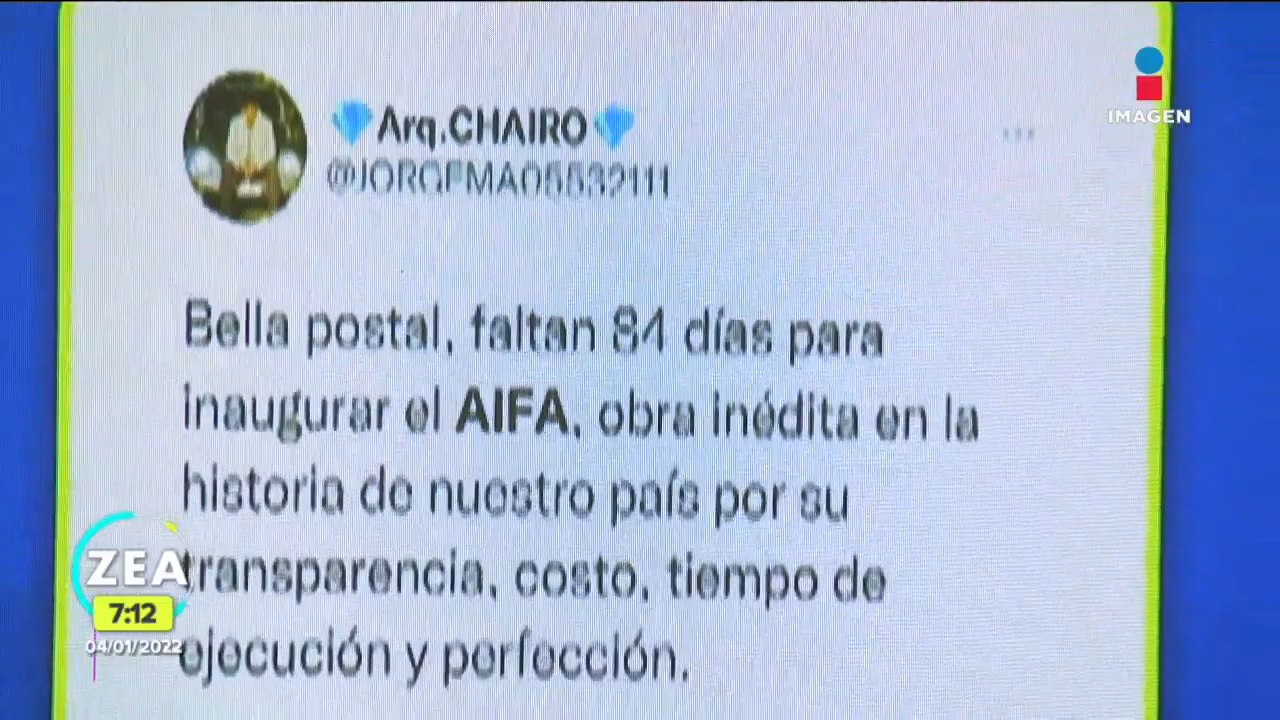 Arq.CHAIRO
IMAGEN
Bella postal, faltan 84 días para
inaugurar el AIFA, obra inédita en la
historia de nuestro país por su
transparencia, costo, tiempo de
ejecución y perfección.
ZEA
7:12
04/01/2022